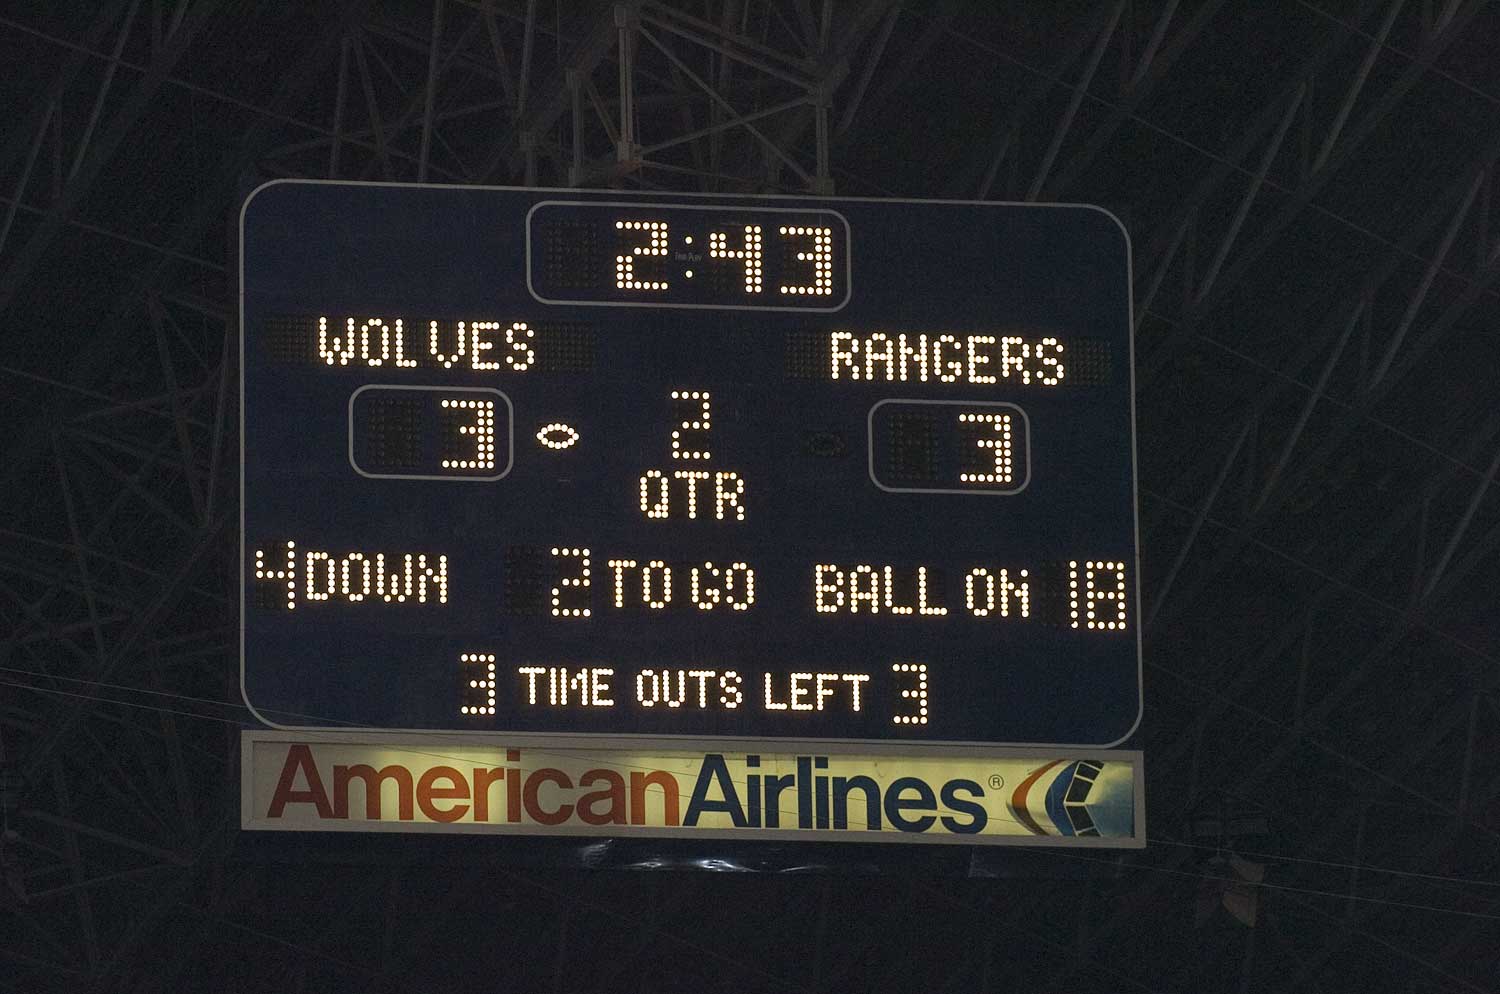 2:43
WOLVES RANGERS
3 2 3
QTR
4 DOWN 2 TO GO BALL ON 18
3 TIME OUTS LEFT 3
AmericanAirlines®